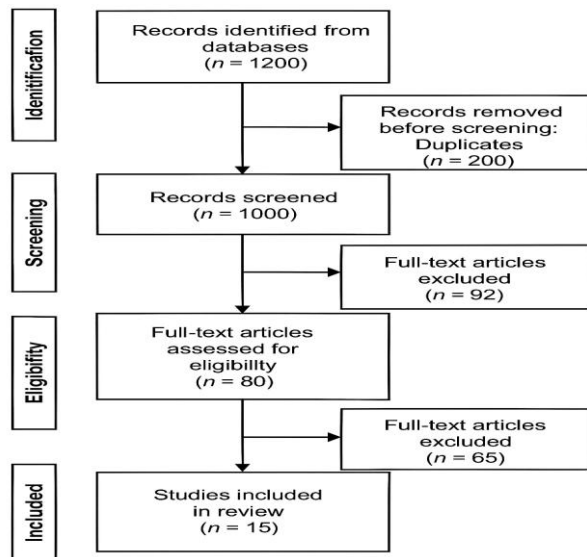 Idenitification
Records identified from
databases
(n = 1200)
Records removed
before screening:
Duplicates
(n = 200)
Screening
Records screened
(n = 1000)
Full-text articles
excluded
(n = 92)
Eligibifity
Full-text articles
assessed for
eligibillty
(n = 80)
Full-text articles
excluded
(n = 65)
Included
Studies included
in review
(n = 15)